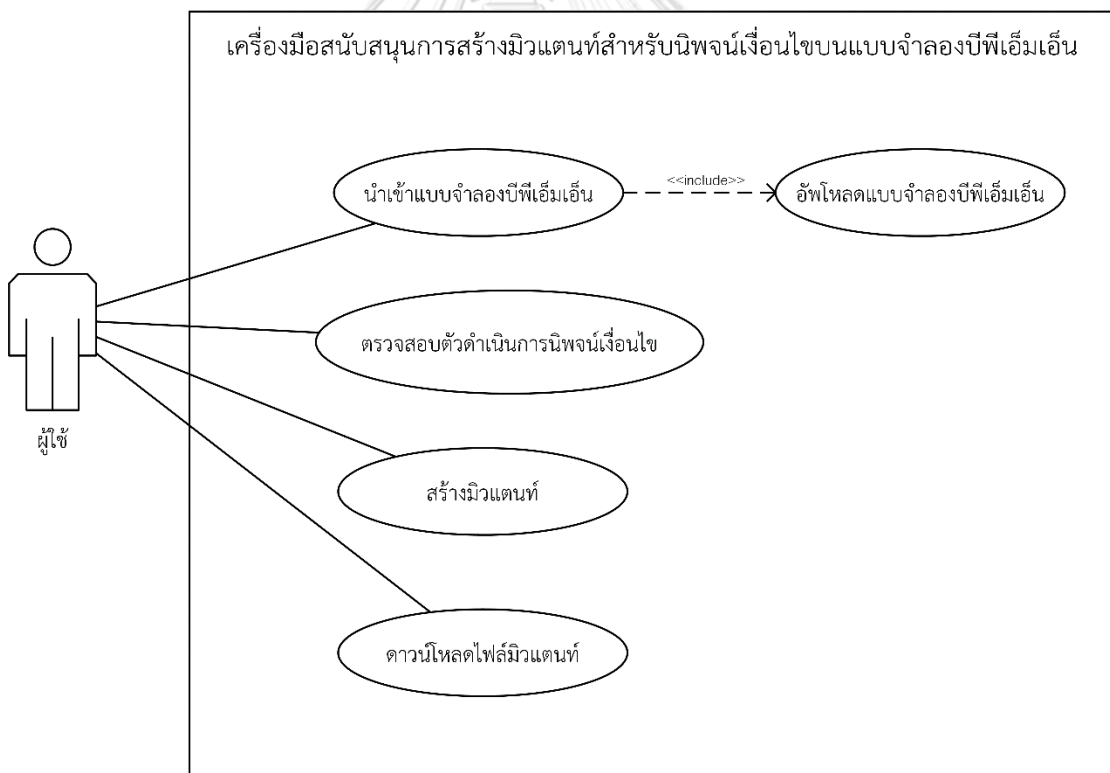 เครื่องมือสนับสนุนการสร้างมิวแตนท์สำหรับนิพจน์เงื่อนไขบนแบบจำลองบีพีเอ็มเอ็น
นำเข้าแบบจำลองบีพีเอ็มเอ็น
<<include>>
อัพโหลดแบบจำลองบีพีเอ็มเอ็น
ตรวจสอบตัวดำเนินการนิพจน์เงื่อนไข
ผู้ใช้
สร้างมิวแตนท์
ดาวน์โหลดไฟล์มิวแตนท์